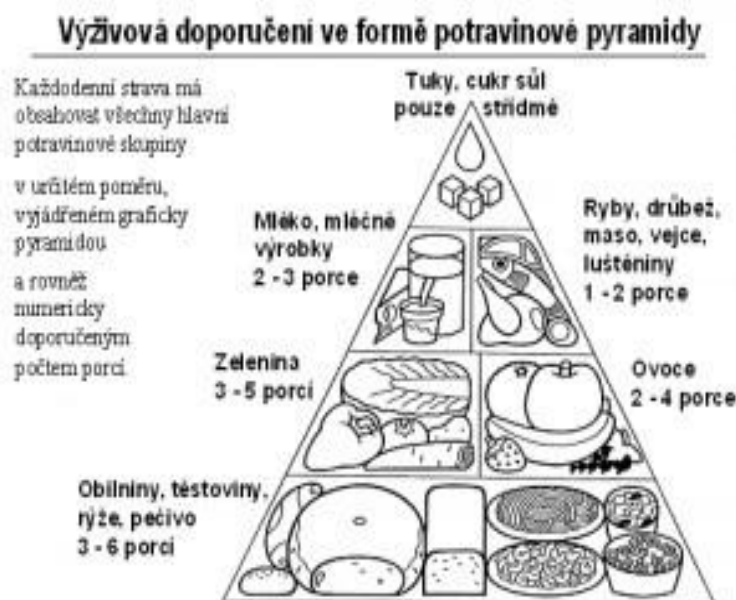 Výživová doporučení ve formě potravinové pyramidy
Každodenní strava má
obsahovat všechny hlavní
potravinové skupiny
v určitém poměru,
vyjádřeném graficky
pyramidou
a rovněž
numericky
doporučeným
počtem porcí
Tuky, cukr sůl
pouze střídmě
Mléko, mléčné
výrobky
2 - 3 porce
Ryby, drůbež,
maso, vejce,
luštěniny
1 - 2 porce
Zelenina
3 - 5 porcí
Ovoce
2 - 4 porce
Obilniny, těstoviny,
rýže, pečivo
3 - 6 porcí